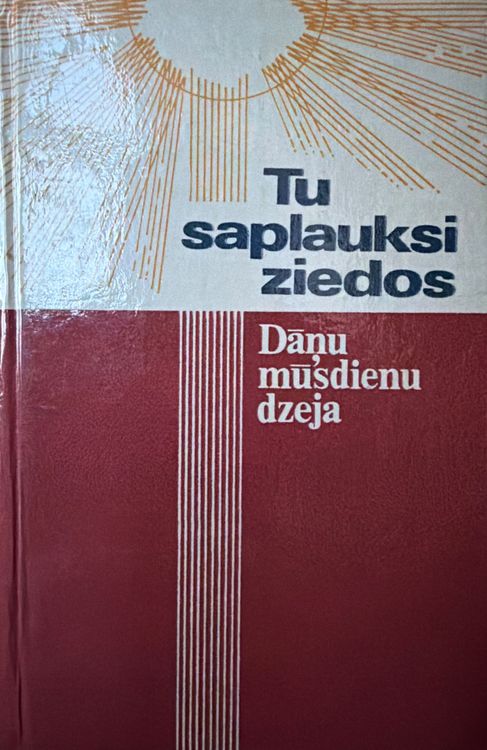 Tu
saplauksi
ziedos
Dāņu
mūsdienu
dzeja